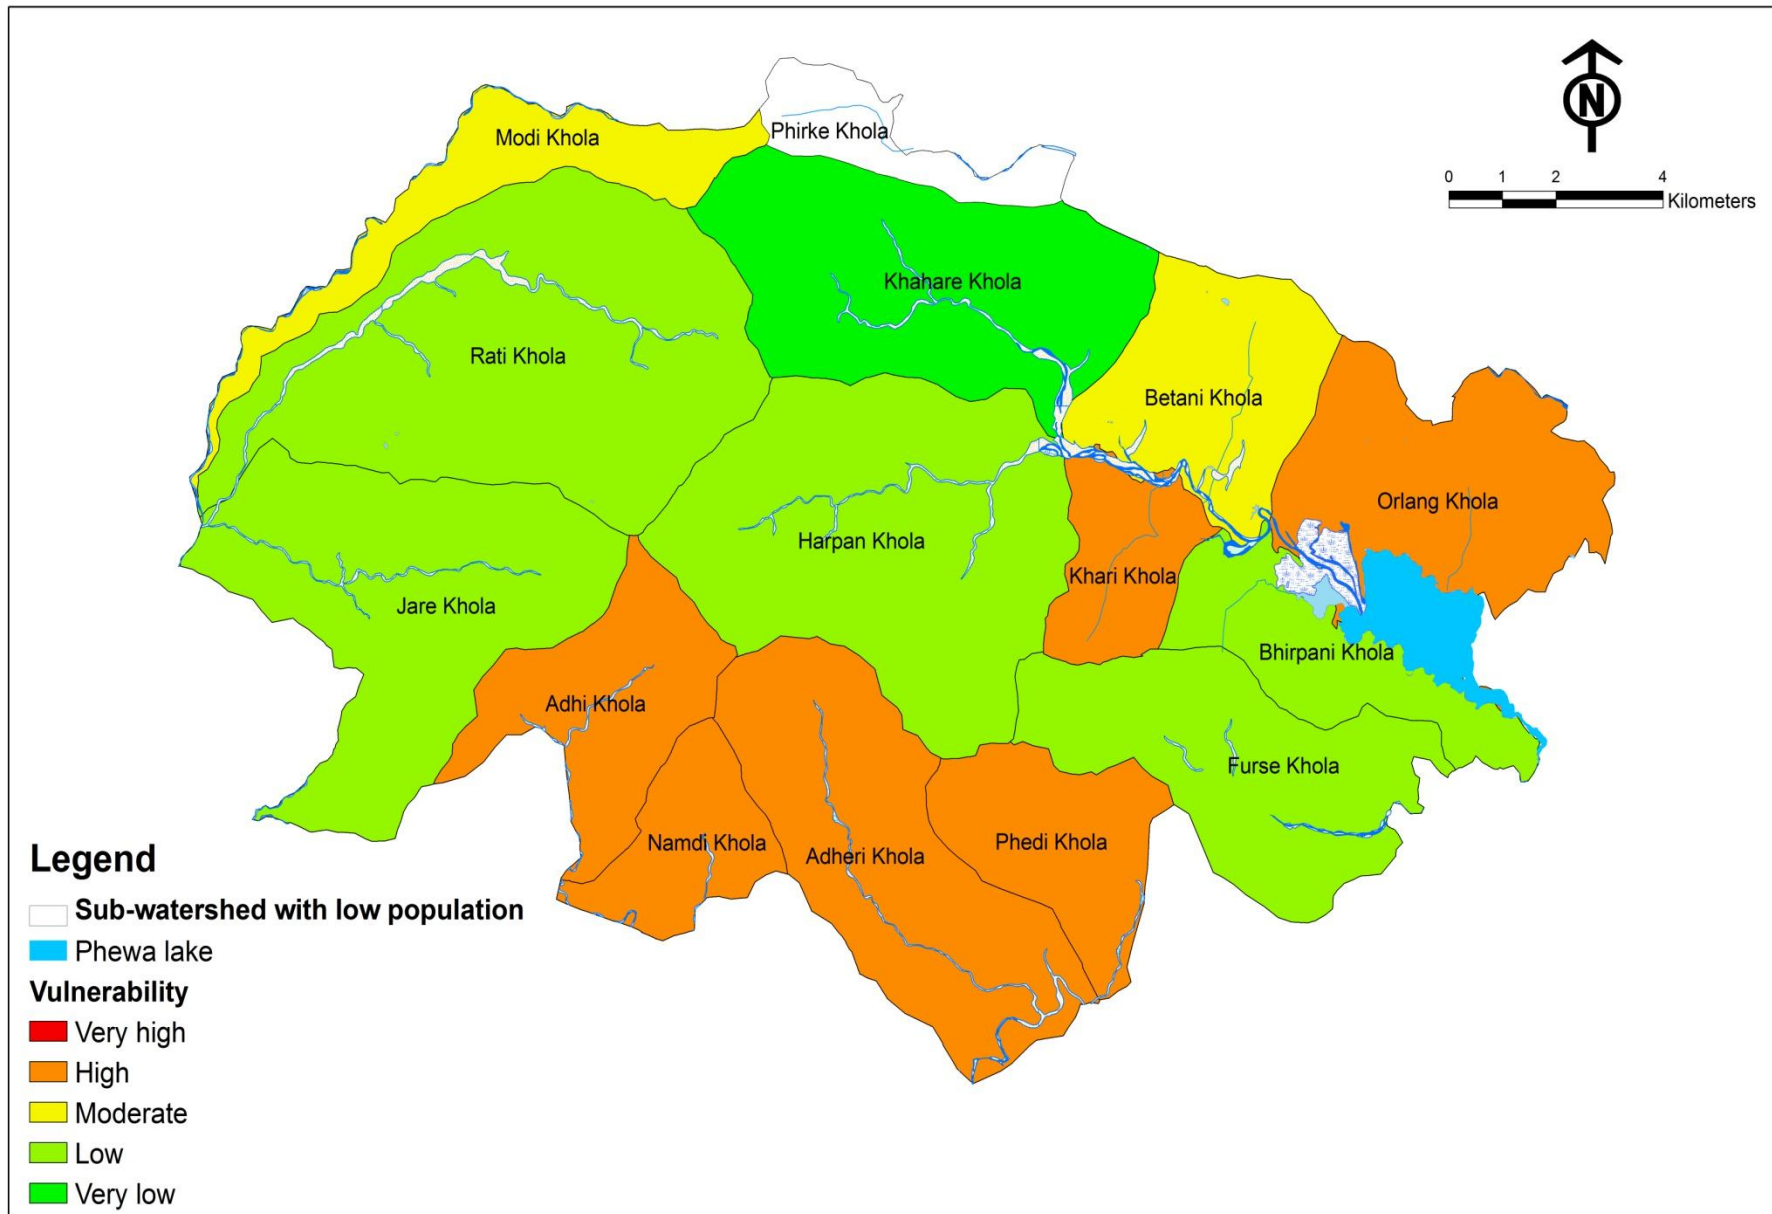 N
0 1 2 4
Kilometers
Phirke Khola
Modi Khola
Khahare Khola
Rati Khola
Betani Khola
Orlang Khola
Harpan Khola
Khari Khola
Jare Khola
Bhirpani Khola
Adhi Khola
Furse Khola
Namdi Khola
Adheri Khola
Phedi Khola
Legend
Sub-watershed with low population
Phewa lake
Vulnerability
Very high
High
Moderate
Low
Very low